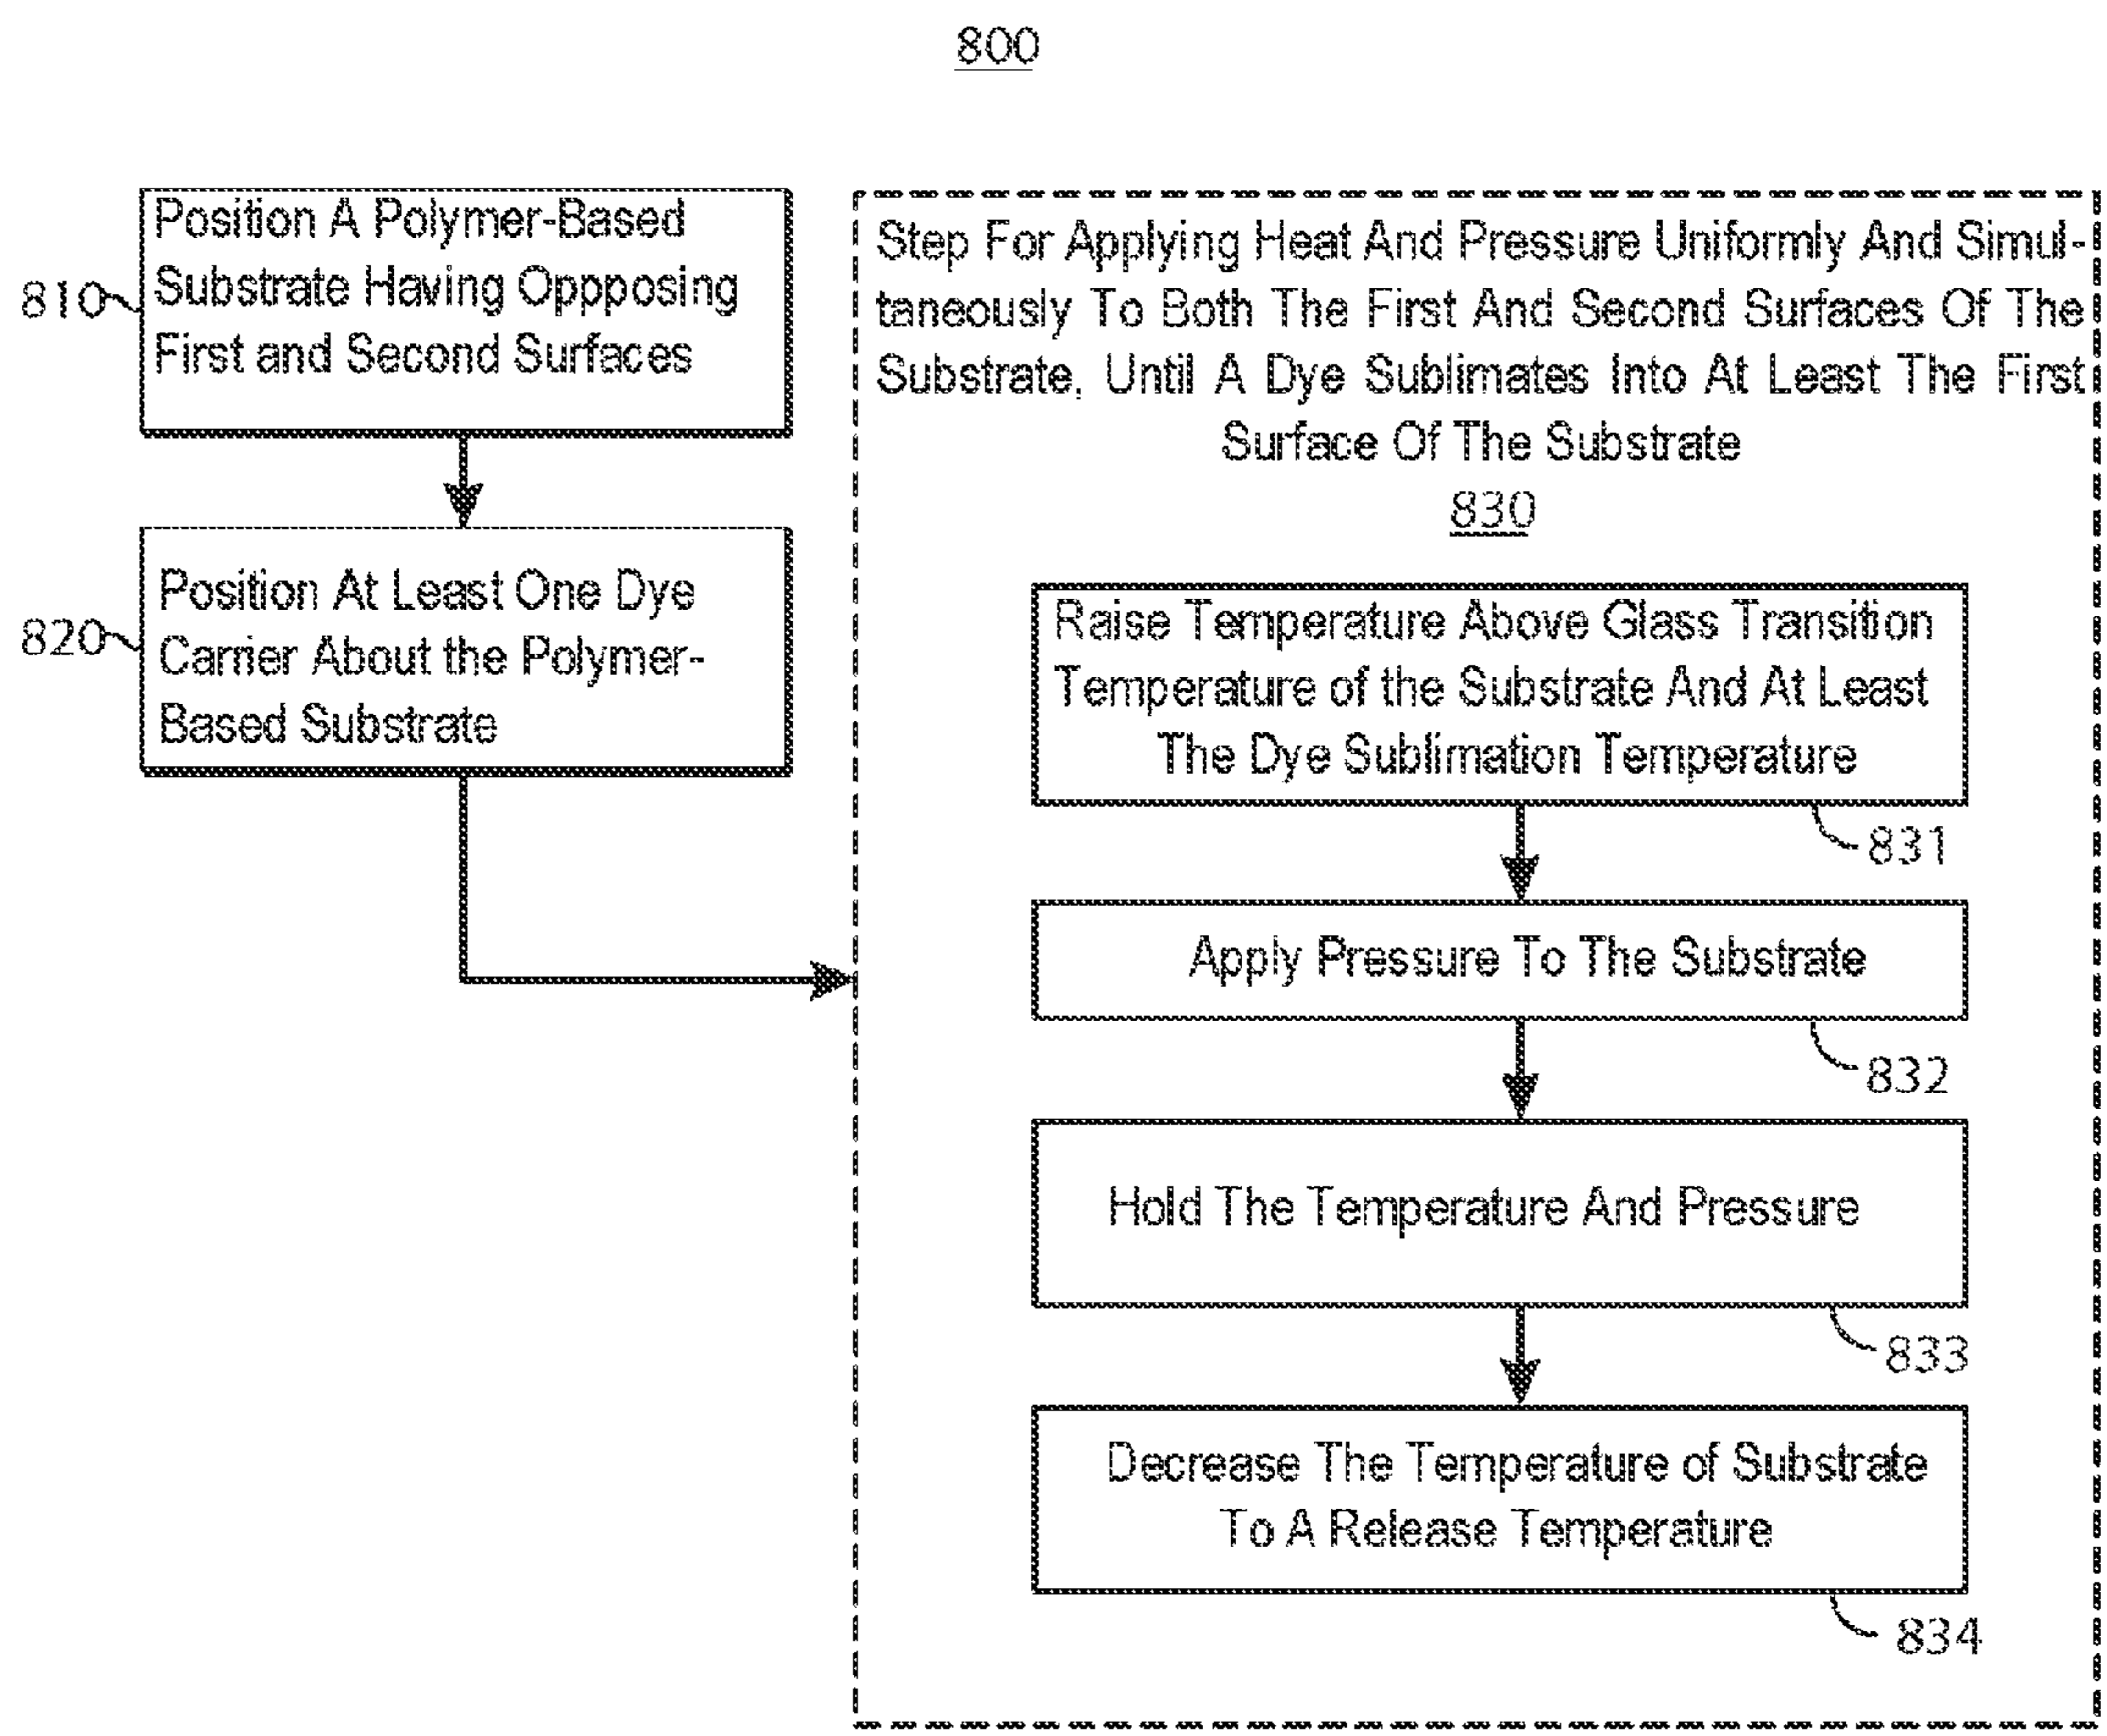 800
Position A Polymer-Based
Substrate Having Oppposing
First and Second Surfaces
810
Position At Least One Dye
Carrier About the Polymer-
Based Substrate
820
Step For Applying Heat And Pressure Uniformly And Simul-
taneously To Both The First And Second Surfaces Of The
Substrate, Until A Dye Sublimates Into At Least The First
Surface Of The Substrate
830
Raise Temperature Above Glass Transition
Temperature of the Substrate And At Least
The Dye Sublimation Temperature
831
Apply Pressure To The Substrate
832
Hold The Temperature And Pressure
833
Decrease The Temperature of Substrate
To A Release Temperature
834